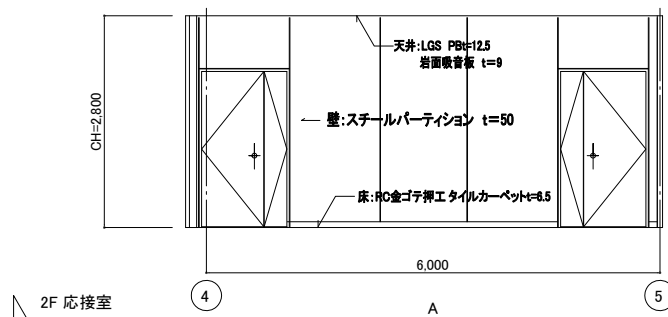 天井:LGS PBt=12.5
岩面吸音板 t=9
CH=2,800
壁:スチールパーティション t=50
床:RC金ゴテ押エ タイルカーペットt=6.5
6,000
2F 応接室
4
A
5